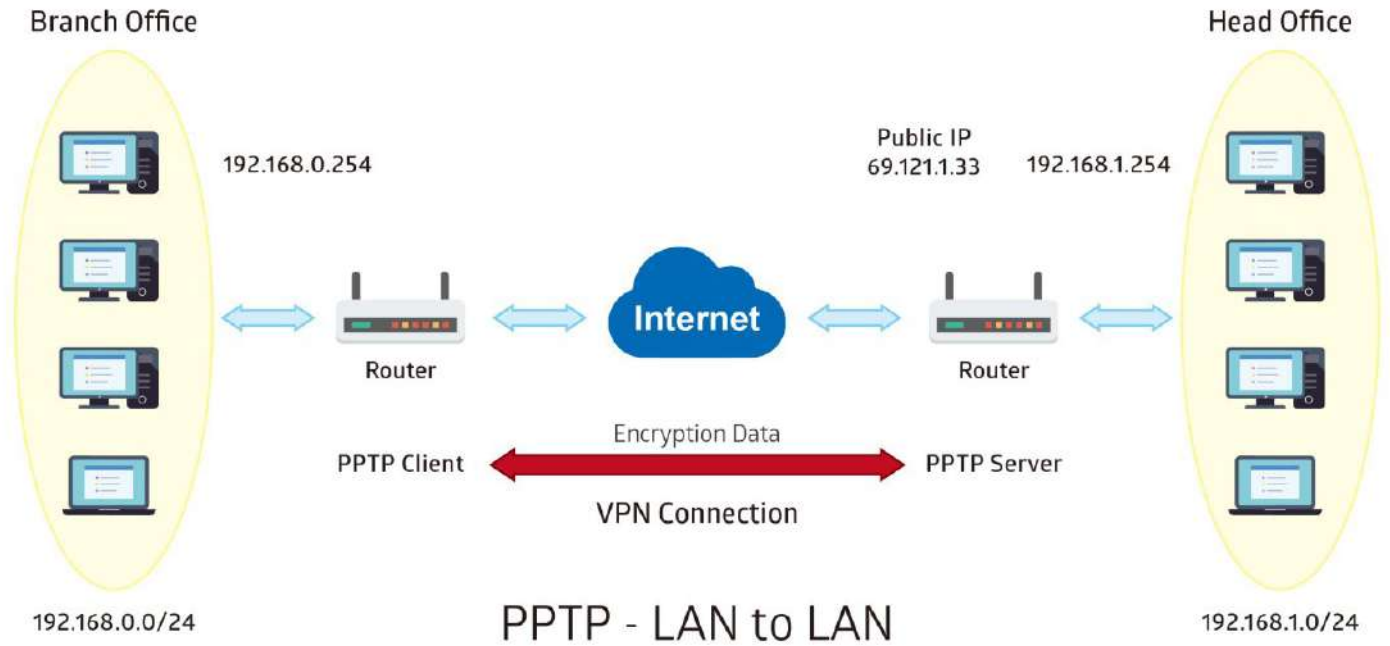 Branch Office
Head Office
192.168.0.254
Public IP
69.121.1.33
192.168.1.254
Internet
Router
Router
Encryption Data
PPTP Client
PPTP Server
VPN Connection
192.168.0.0/24
PPTP - LAN to LAN
192.168.1.0/24